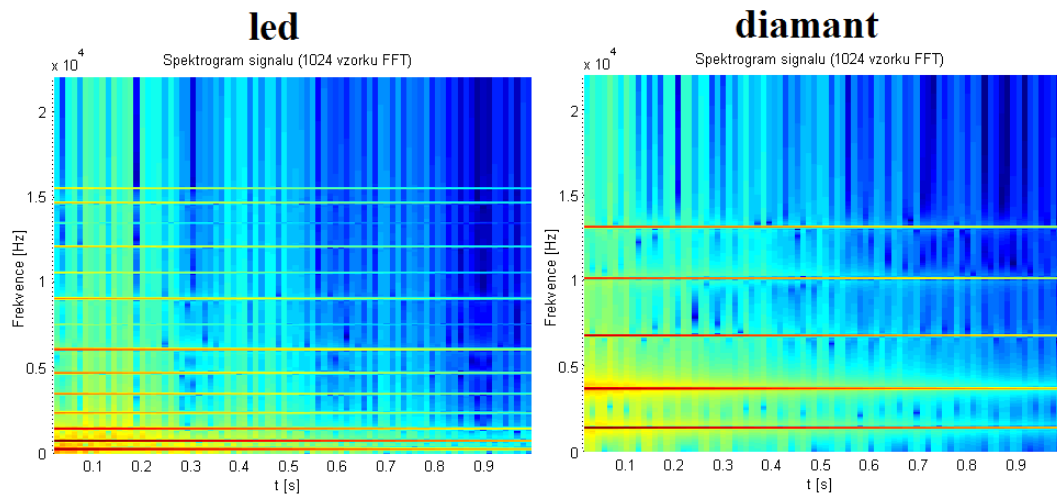 led
Spektrogram signalu (1024 vzorku FFT)
x 10^4
2
1.5
1
0.5
0
Frekvence [Hz]
0.1 0.2 0.3 0.4 0.5 0.6 0.7 0.8 0.9
t [s]
diamant
Spektrogram signalu (1024 vzorku FFT)
x 10^4
2
1.5
1
0.5
0
Frekvence [Hz]
0.1 0.2 0.3 0.4 0.5 0.6 0.7 0.8 0.9
t [s]